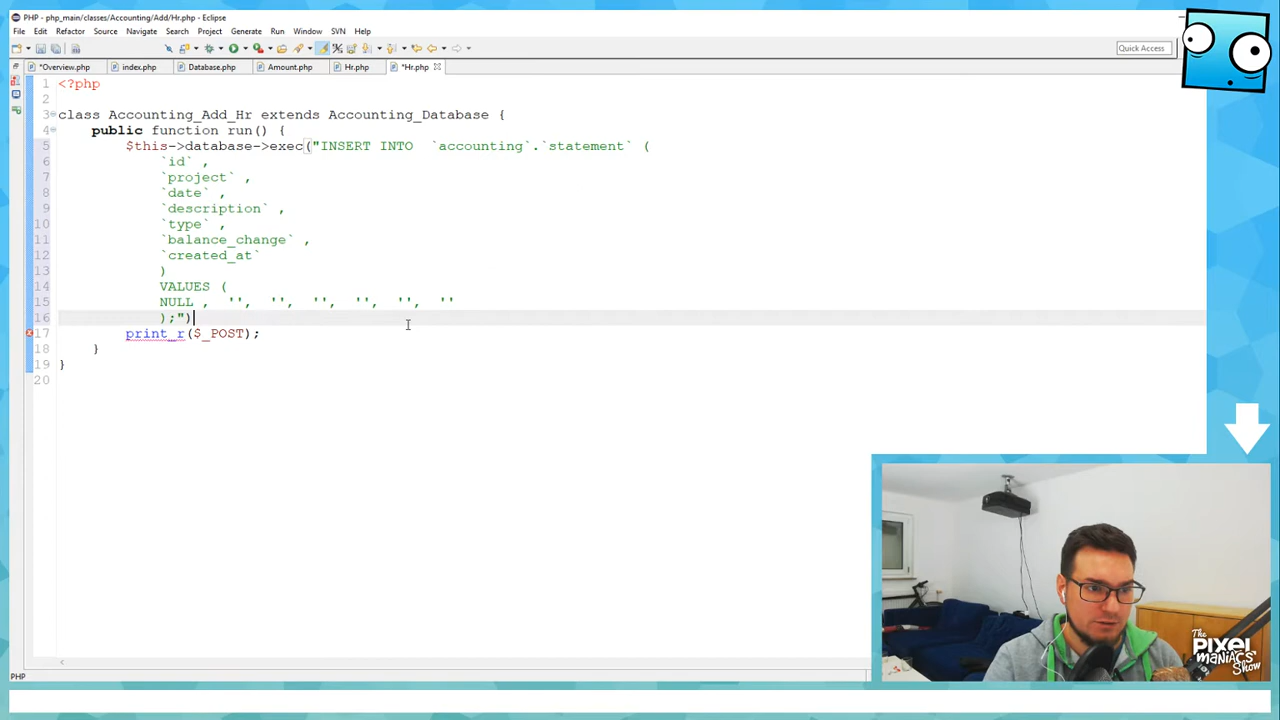 PHP - php_main/classes/Accounting/Add/Hr.php - Eclipse
File Edit Refactor Source Navigate Search Project Generate Run Window SVN Help
Quick Access
*Overview.php index.php Database.php Amount.php Hr.php *Hr.php
1 <?php
2
3 class Accounting_Add_Hr extends Accounting_Database {
4 public function run() {
5 $this->database->exec("INSERT INTO `accounting`.`statement` (
6 `id` ,
7 `project` ,
8 `date` ,
9 `description` ,
10 `type` ,
11 `balance_change` ,
12 `created_at`
13 )
14 VALUES (
15 NULL , '', '', '', '', '', ''
16 );")
17 print_r($_POST);
18 }
19 }
20
PHP
The
PIXEL
MANIACS
Show